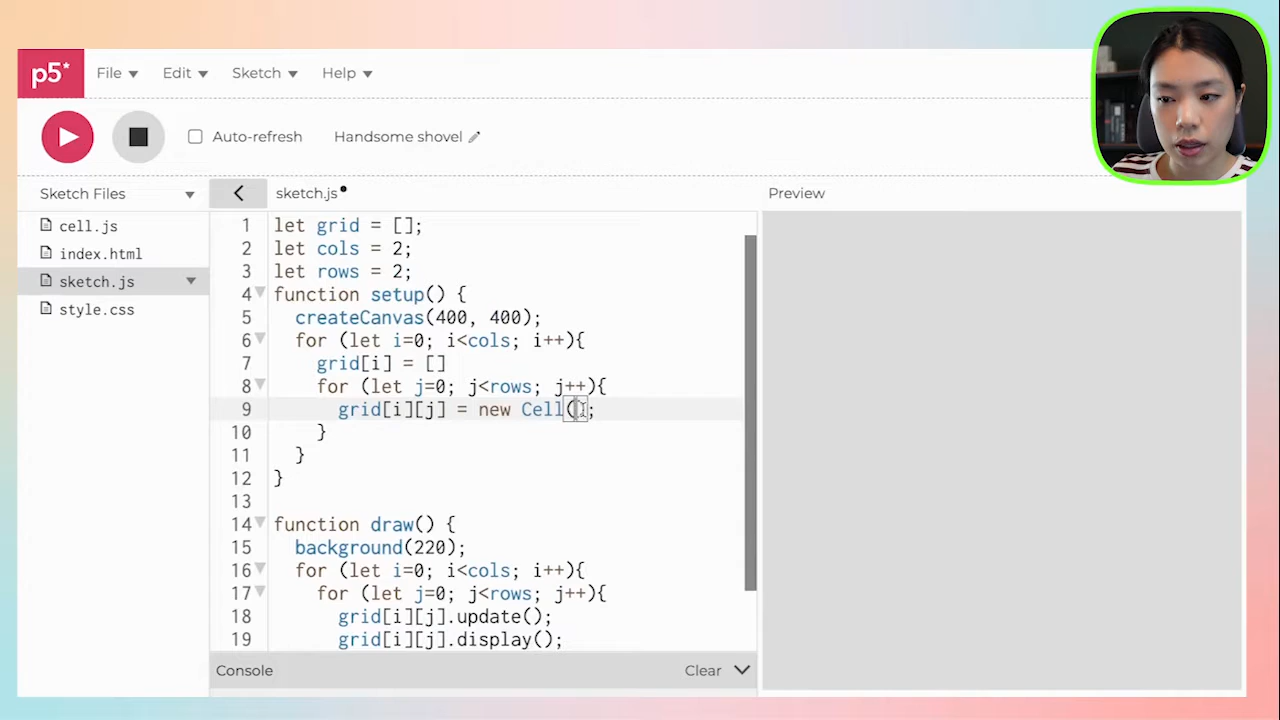 p5*
File
Edit
Sketch
Help
Auto-refresh
Handsome shovel
Sketch Files
sketch.js
Preview
cell.js
index.html
sketch.js
style.css
1 let grid = [];
2 let cols = 2;
3 let rows = 2;
4 function setup() {
5 createCanvas(400, 400);
6 for (let i=0; i<cols; i++){
7 grid[i] = []
8 for (let j=0; j<rows; j++){
9 grid[i][j] = new Cell();
10 }
11 }
12 }
13
14 function draw() {
15 background(220);
16 for (let i=0; i<cols; i++){
17 for (let j=0; j<rows; j++){
18 grid[i][j].update();
19 grid[i][j].display();
Console
Clear